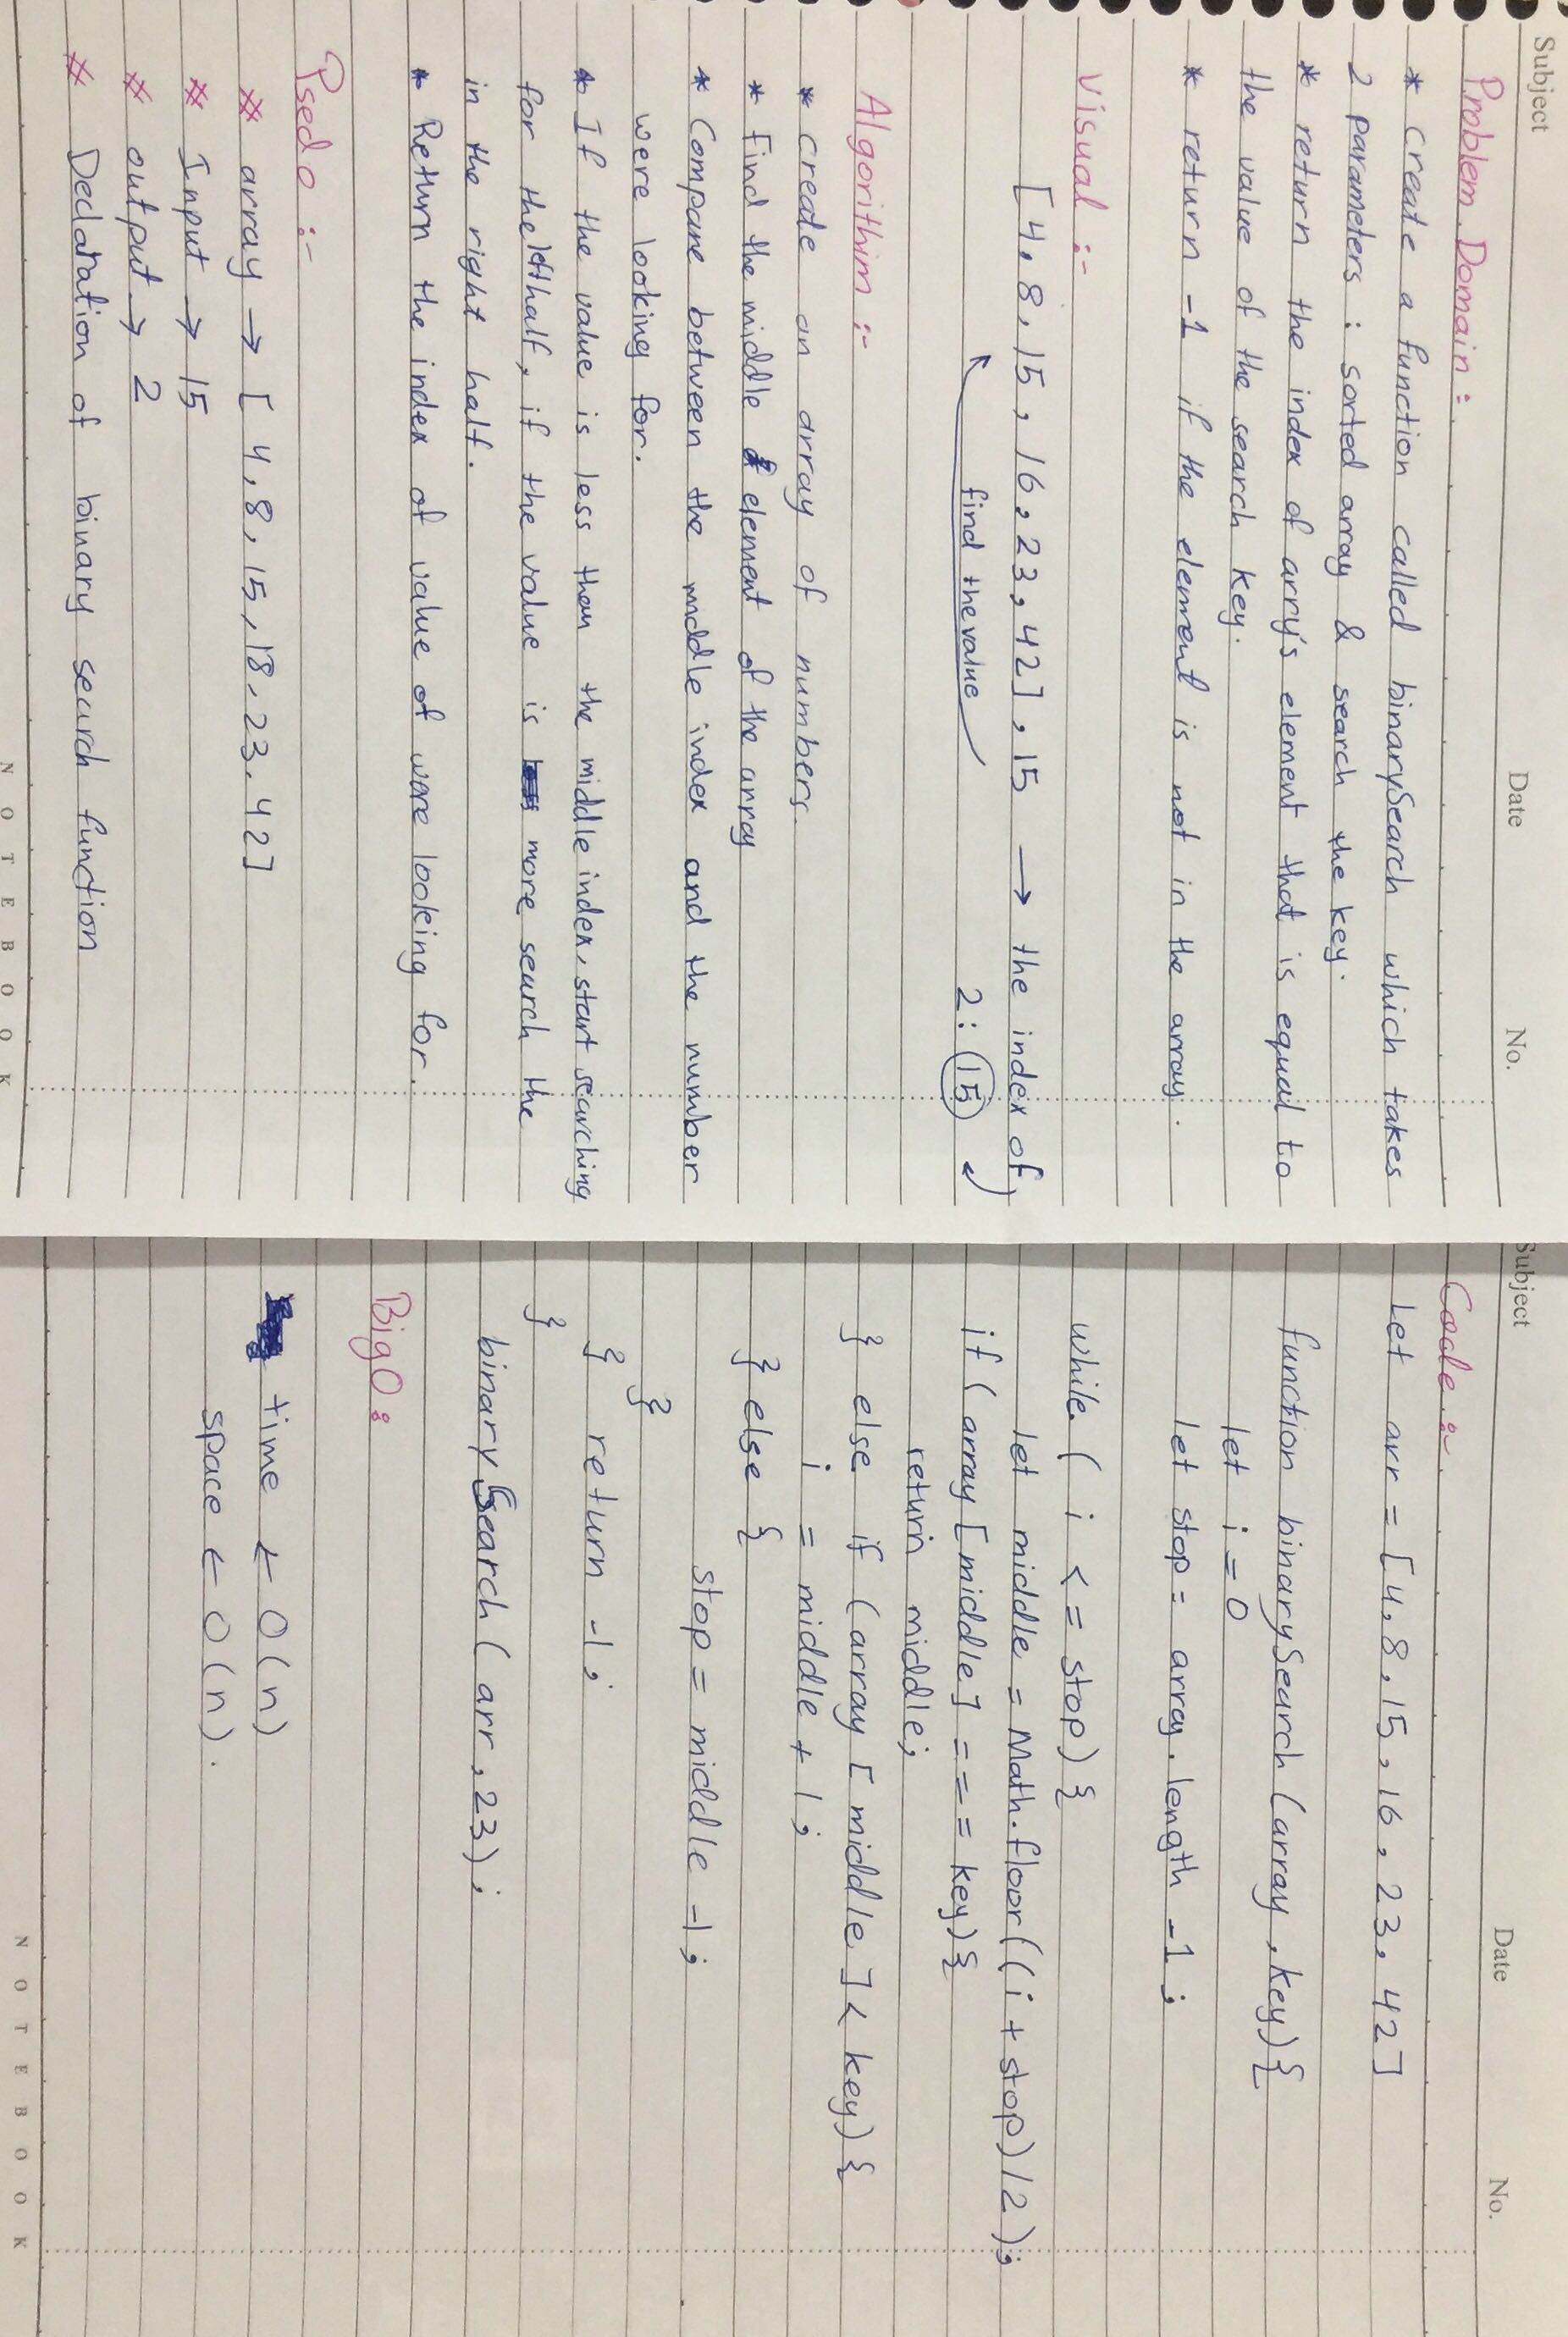 Subject
Date No.
Problem Domain :
* create a function called binarySearch which takes
2 parameters : sorted array & search the key.
* return the index of arry's element that is equal to
the value of the search key.
* return -1 if the element is not in the array.
Visual :-
[4, 8, 15, 16, 23, 42], 15 → the index of
find the value 2: 15
Algorithim :-
* create an array of numbers.
* Find the middle element of the array
* Compare between the middle index and the number
were looking for.
* If the value is less than the middle index, start searching
for the left half, if the value is more search the
in the right half.
* Return the index of value of were looking for.
Psedo :-
# array → [4, 8, 15, 18, 23. 42]
# Input → 15
# output → 2
# Declaration of binary search function
NOTEBOOK
Subject
Date No.
Code :-
Let arr = [4, 8, 15, 16, 23, 42]
function binarySearch (array, key) {
let i = 0
let stop = array.length -1;
while ( i <= stop) {
let middle = Math.floor((i + stop)/2);
if (array [middle] === key) {
return middle;
} else if (array [middle] < key) {
i = middle + 1;
} else {
stop = middle -1;
}
} return -1;
}
binarySearch (arr, 23);
BigO:
time ← O(n)
space ← O(n).
NOTEBOOK